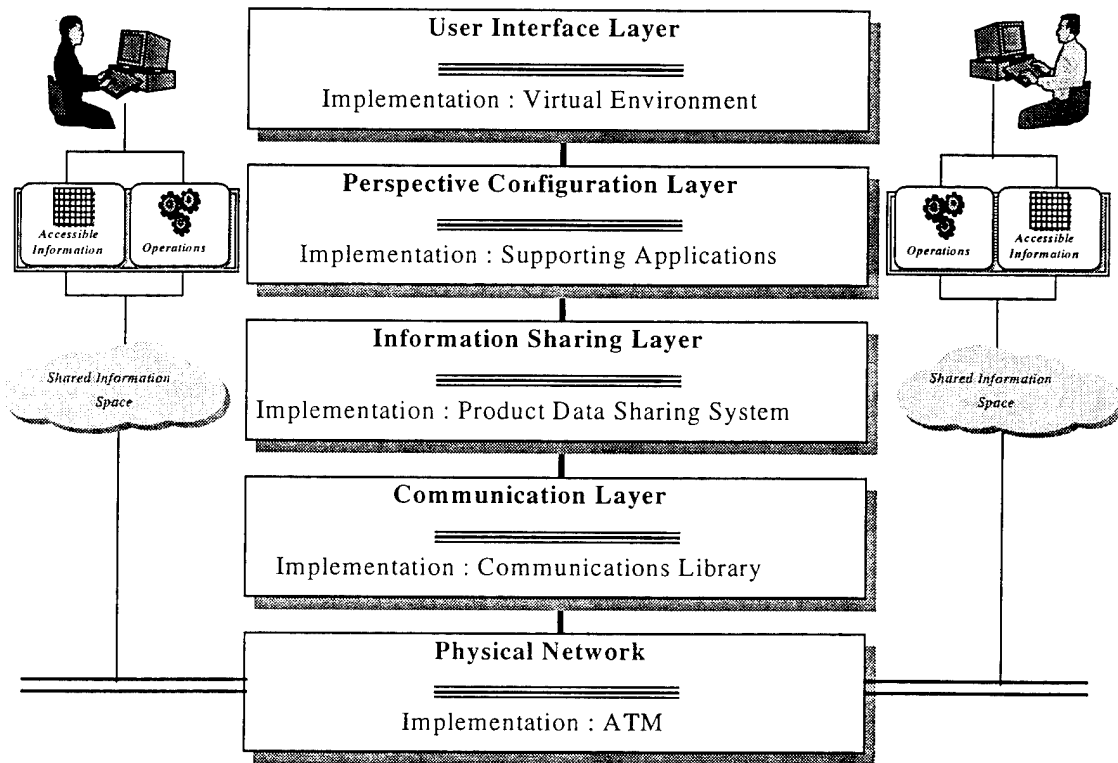 User Interface Layer
Implementation : Virtual Environment
Perspective Configuration Layer
Implementation : Supporting Applications
Information Sharing Layer
Implementation : Product Data Sharing System
Communication Layer
Implementation : Communications Library
Physical Network
Implementation : ATM
Accessible
Information
Operations
Shared Information
Space
Operations
Accessible
Information
Shared Information
Space